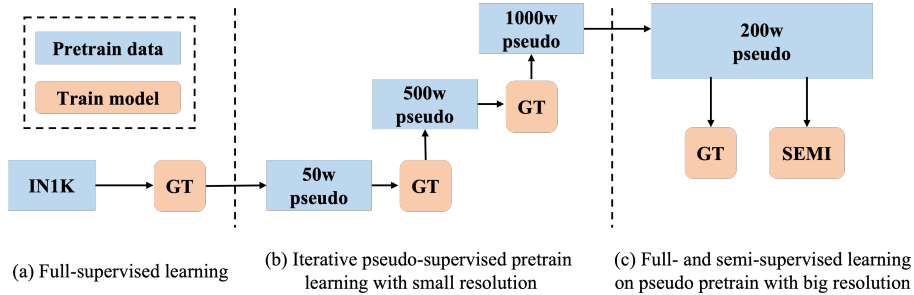 Pretrain data
Train model
IN1K
GT
50w
pseudo
GT
500w
pseudo
GT
1000w
pseudo
200w
pseudo
GT
SEMI
(a) Full-supervised learning
(b) Iterative pseudo-supervised pretrain
learning with small resolution
(c) Full- and semi-supervised learning
on pseudo pretrain with big resolution